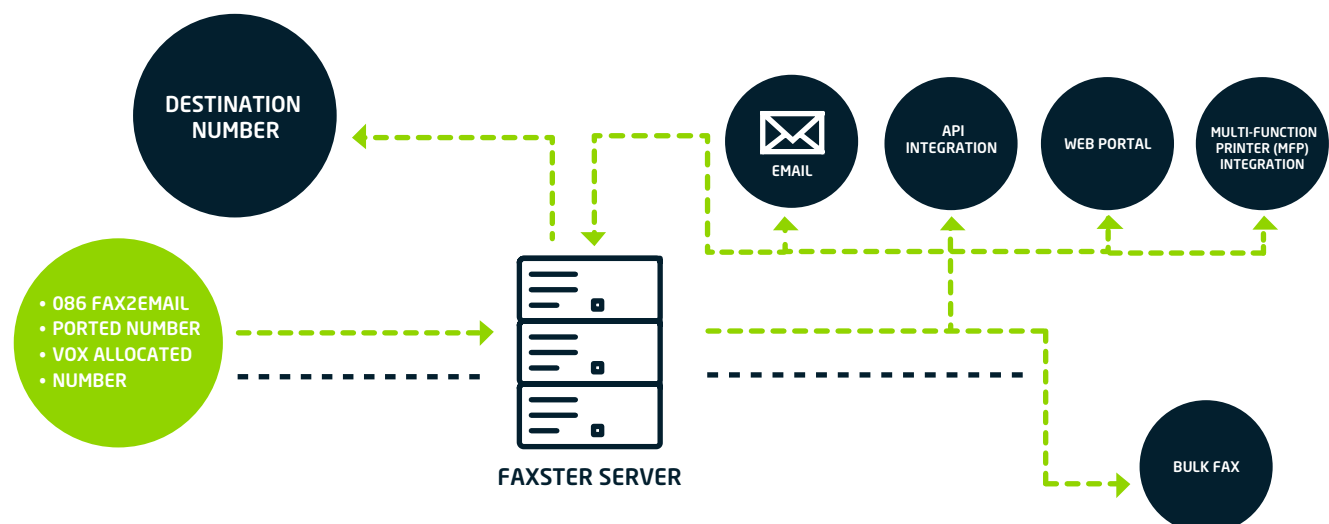 DESTINATION
NUMBER
EMAIL
API
INTEGRATION
WEB PORTAL
MULTI-FUNCTION
PRINTER (MFP)
INTEGRATION
• 086 FAX2EMAIL
• PORTED NUMBER
• VOX ALLOCATED
• NUMBER
FAXSTER SERVER
BULK FAX